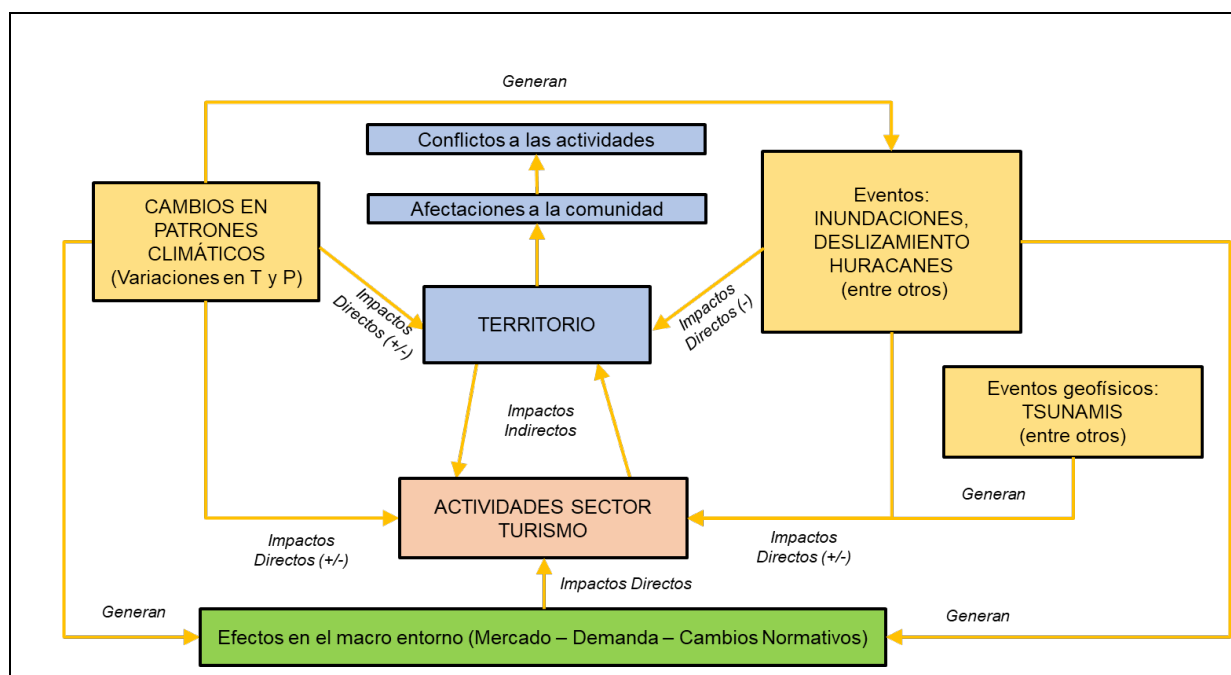 Generan
Conflictos a las actividades
CAMBIOS EN
PATRONES
CLIMÁTICOS
(Variaciones en T y P)
Afectaciones a la comunidad
Eventos:
INUNDACIONES,
DESLIZAMIENTO
HURACANES
(entre otros)
Impactos
Directos (+/-)
TERRITORIO
Impactos
Directos (-)
Eventos geofísicos:
TSUNAMIS
(entre otros)
Impactos
Indirectos
ACTIVIDADES SECTOR
TURISMO
Generan
Impactos
Directos (+/-)
Impactos
Directos (+/-)
Impactos Directos
Generan
Efectos en el macro entorno (Mercado – Demanda – Cambios Normativos)
Generan